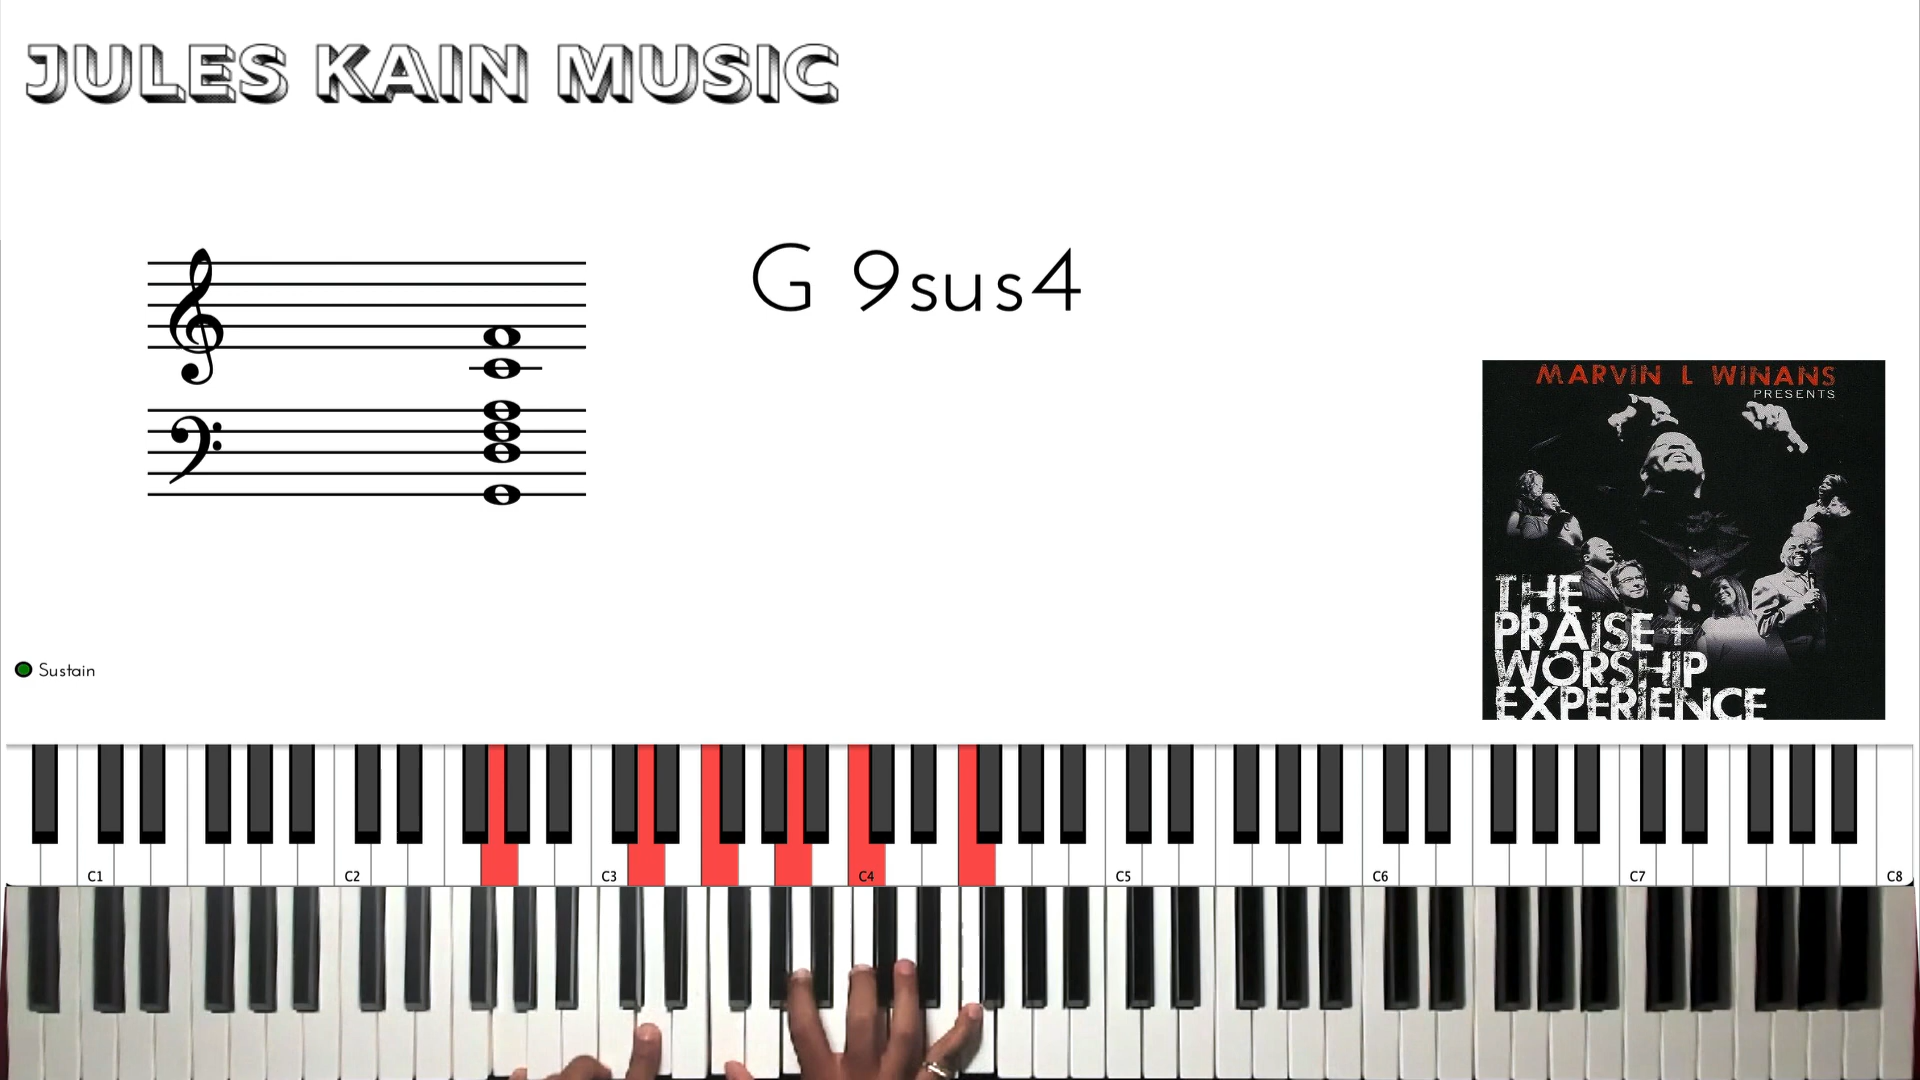 JULES KAIN MUSIC
G 9sus4
MARVIN L WINANS
PRESENTS
THE
PRAISE +
WORSHIP
EXPERIENCE
Sustain
C1 C2 C3 C4 C5 C6 C7 C8